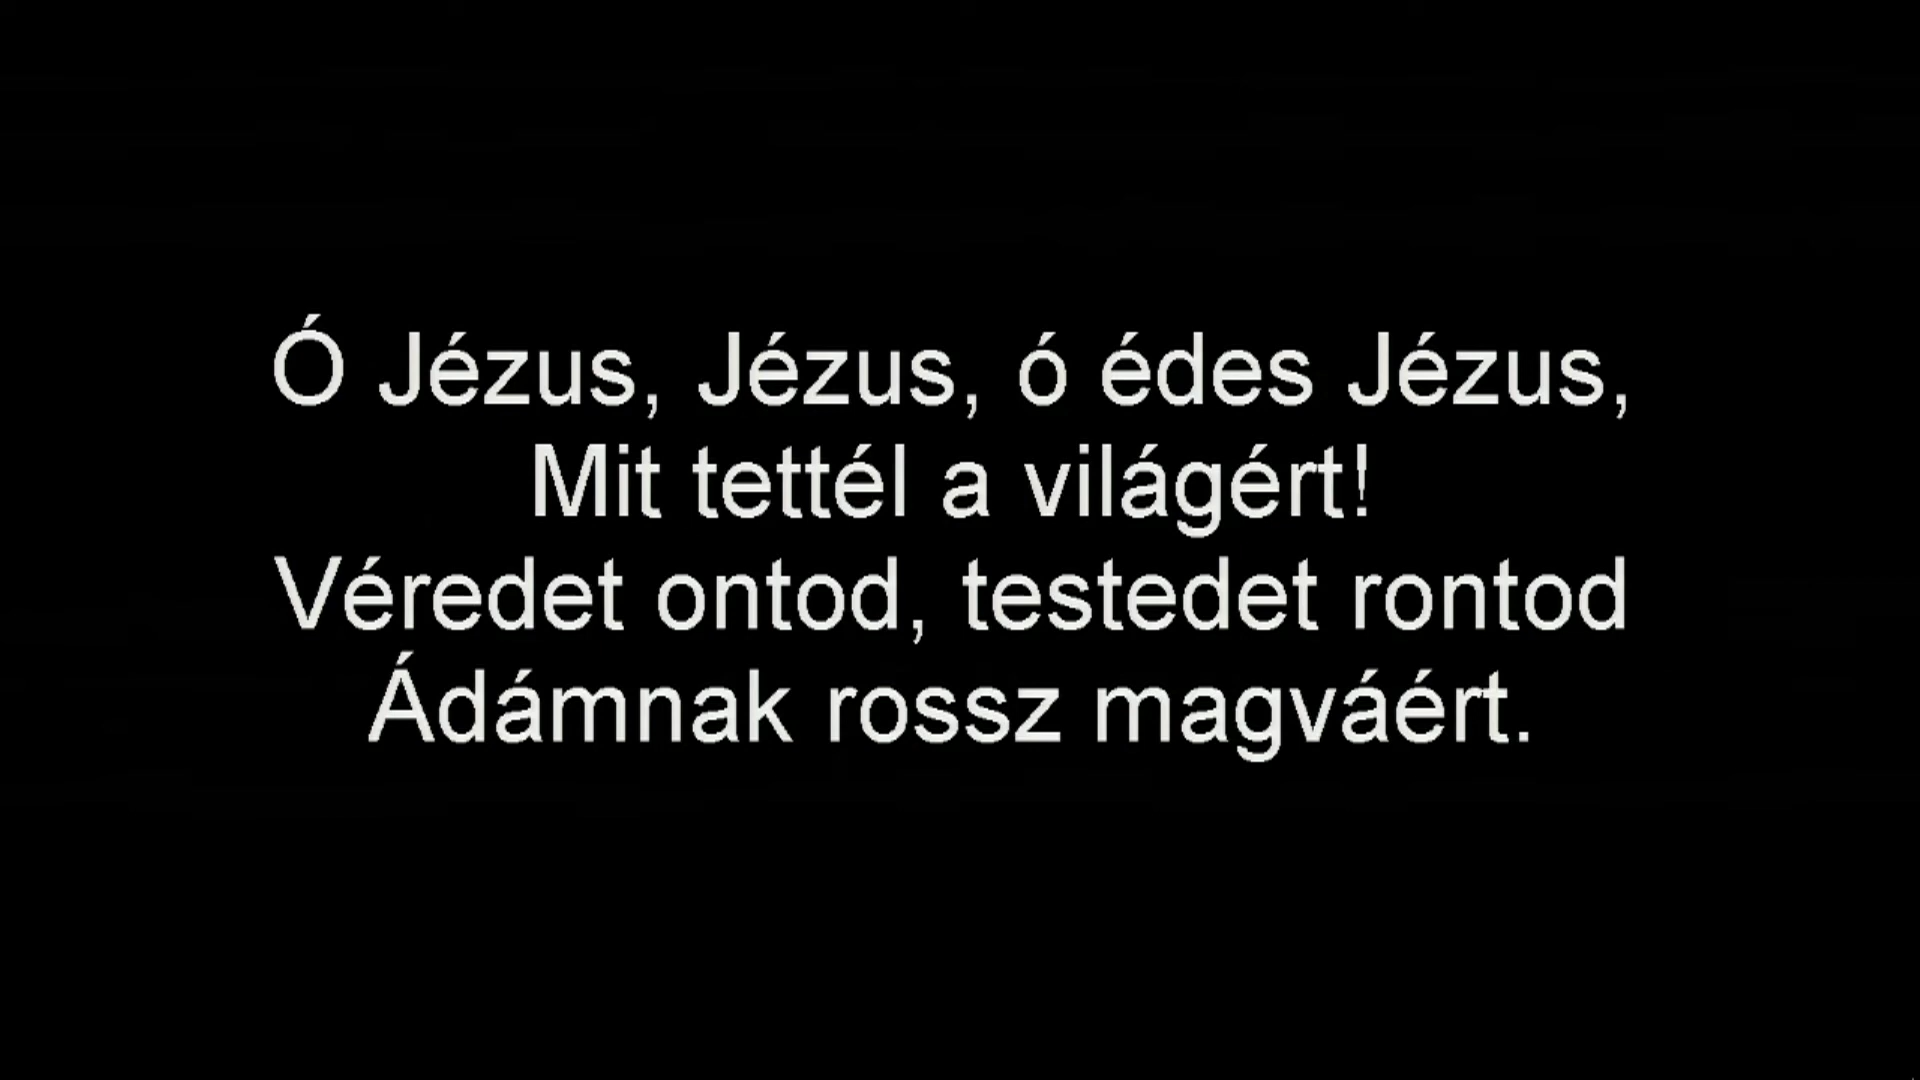 Ó Jézus, Jézus, ó édes Jézus,
Mit tettél a világért!
Véredet ontod, testedet rontod
Ádámnak rossz magváért.